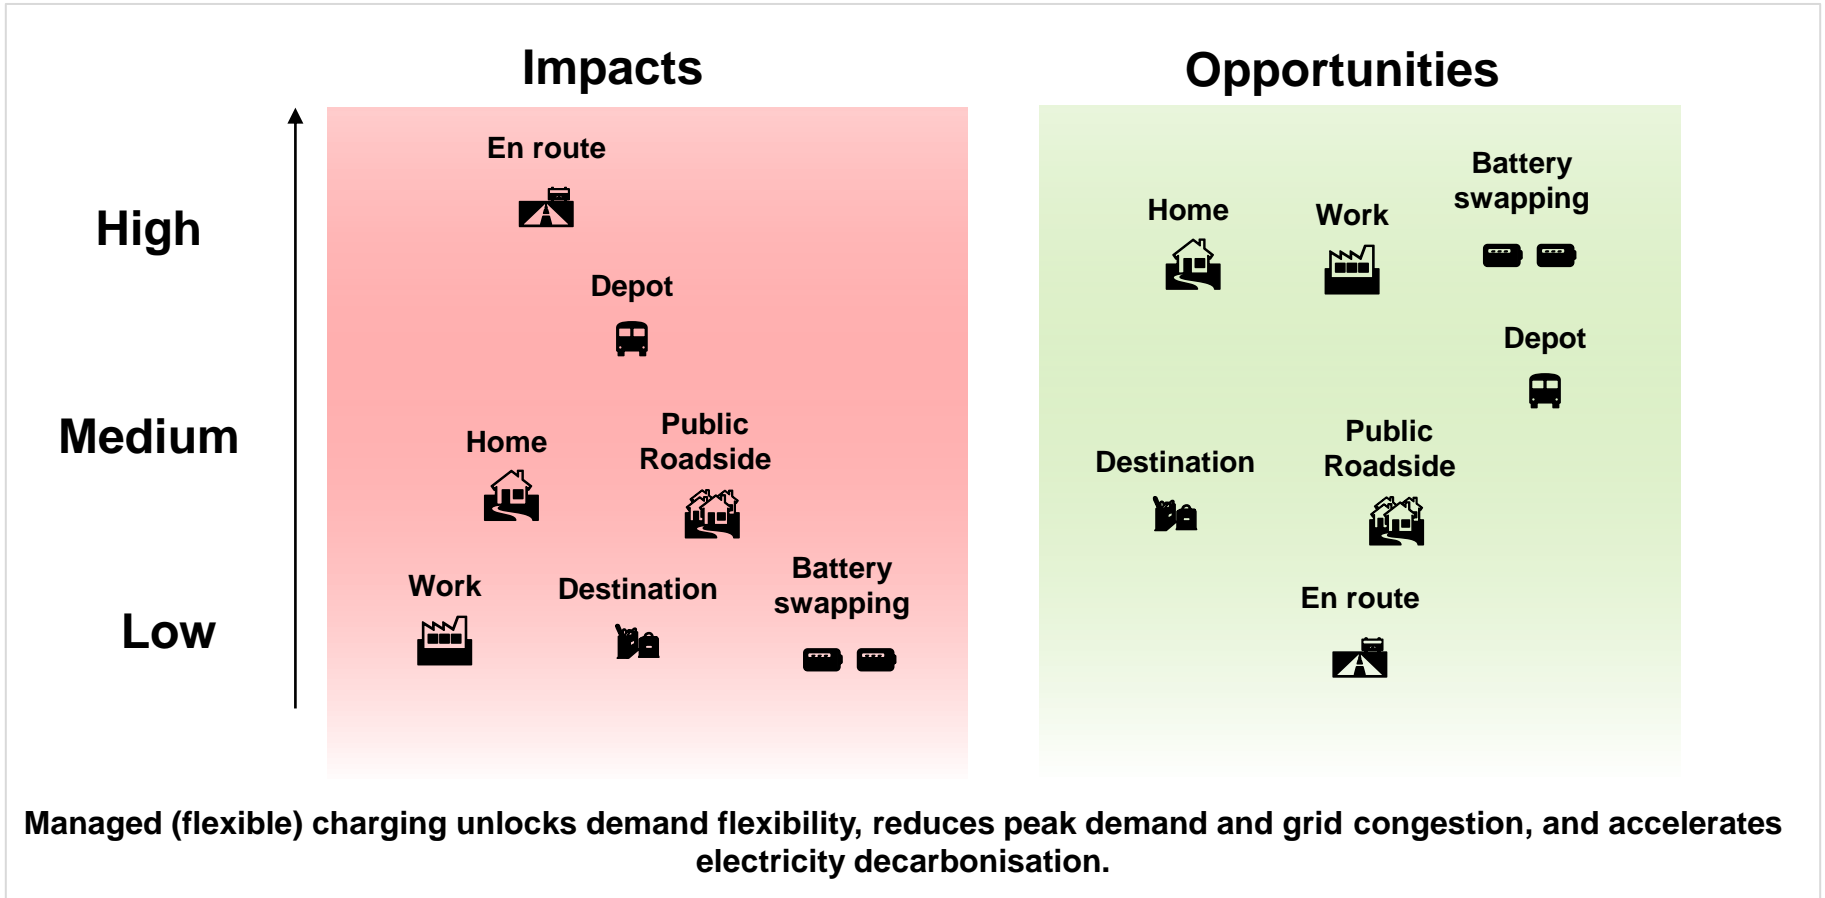 Impacts
Opportunities
High
Medium
Low
En route
Depot
Home
Public
Roadside
Work
Destination
Battery
swapping
Home
Work
Battery
swapping
Depot
Destination
Public
Roadside
En route
Managed (flexible) charging unlocks demand flexibility, reduces peak demand and grid congestion, and accelerates
electricity decarbonisation.